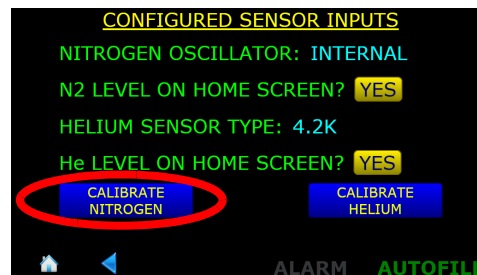 CONFIGURED SENSOR INPUTS
NITROGEN OSCILLATOR: INTERNAL
N2 LEVEL ON HOME SCREEN? YES
HELIUM SENSOR TYPE: 4.2K
He LEVEL ON HOME SCREEN? YES
CALIBRATE
NITROGEN
CALIBRATE
HELIUM
ALARM AUTOFILL